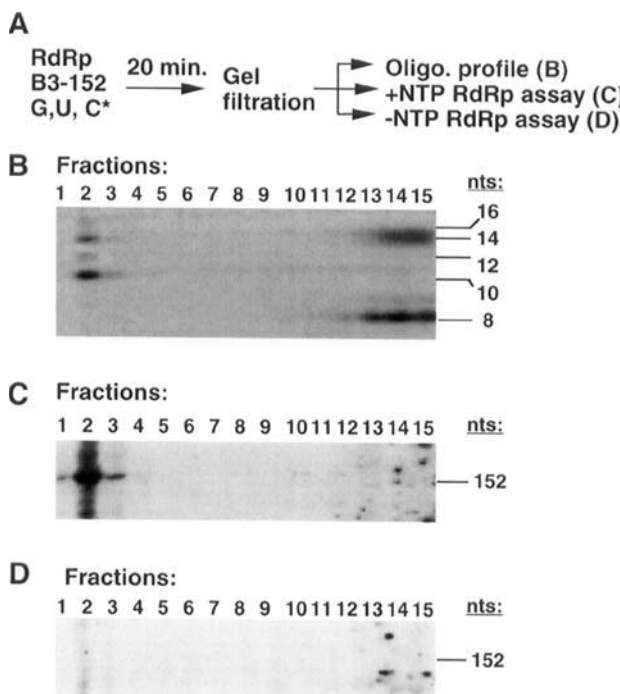 A
RdRp
B3-152
G,U, C*
20 min.
Gel
filtration
Oligo. profile (B)
+NTP RdRp assay (C)
-NTP RdRp assay (D)
B
Fractions:
1 2 3 4 5 6 7 8 9 10 11 12 13 14 15
nts:
16
14
12
10
8
C
Fractions:
1 2 3 4 5 6 7 8 9 10 11 12 13 14 15
nts:
152
D
Fractions:
1 2 3 4 5 6 7 8 9 10 11 12 13 14 15
nts:
152